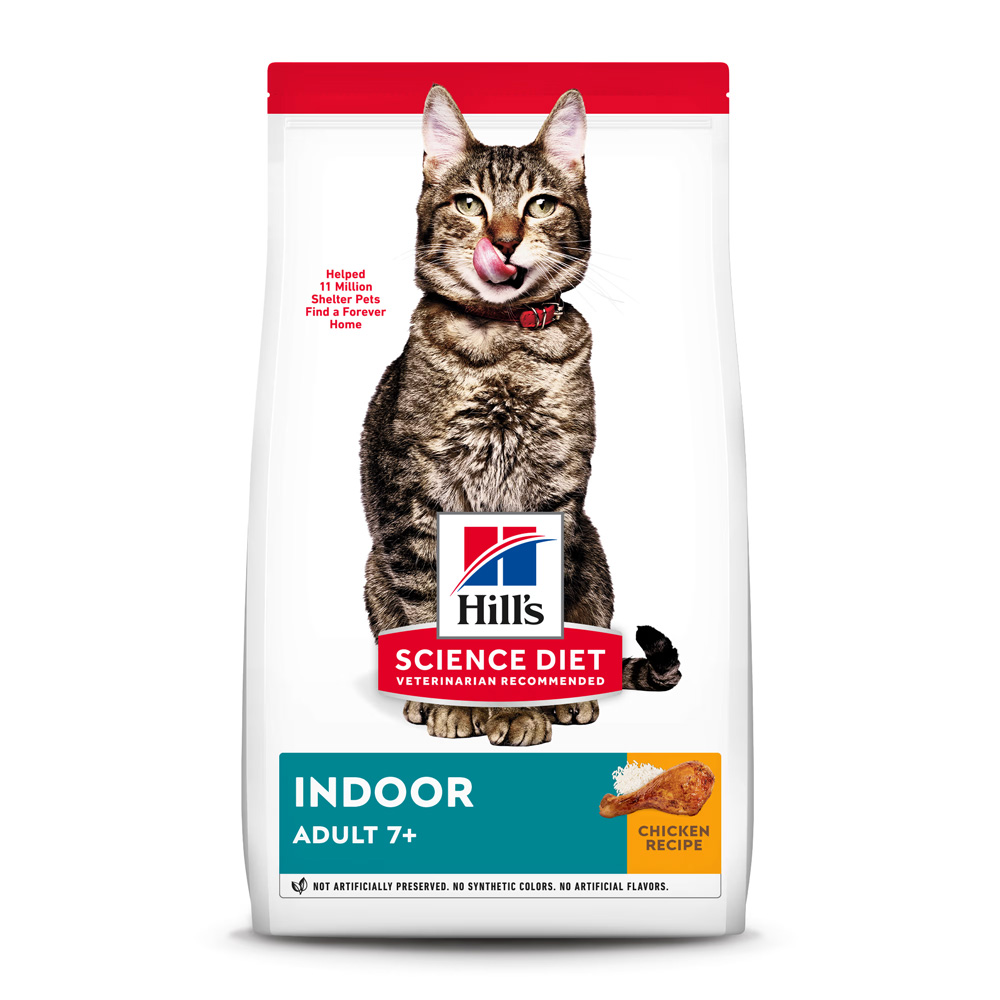 Helped
11 Million
Shelter Pets
Find a Forever
Home
Hill's
SCIENCE DIET
VETERINARIAN RECOMMENDED
INDOOR
ADULT 7+
CHICKEN
RECIPE
NOT ARTIFICIALLY PRESERVED. NO SYNTHETIC COLORS. NO ARTIFICIAL FLAVORS.